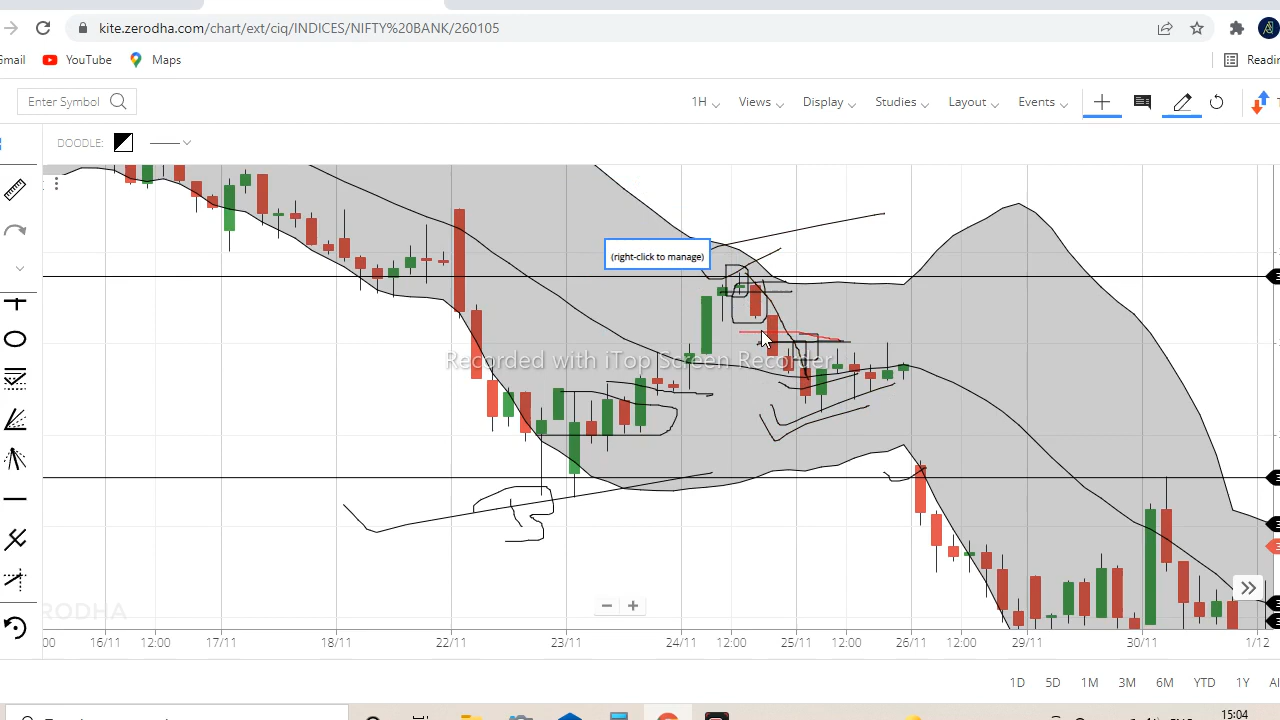 kite.zerodha.com/chart/ext/ciq/INDICES/NIFTY%20BANK/260105
Gmail YouTube Maps
Enter Symbol 1H Views Display Studies Layout Events
DOODLE:
(right-click to manage)
Recorded with iTop Screen Recorder
16/11 12:00 17/11 18/11 22/11 23/11 24/11 12:00 25/11 12:00 26/11 12:00 29/11 30/11 1/12
1D 5D 1M 3M 6M YTD 1Y
15:04